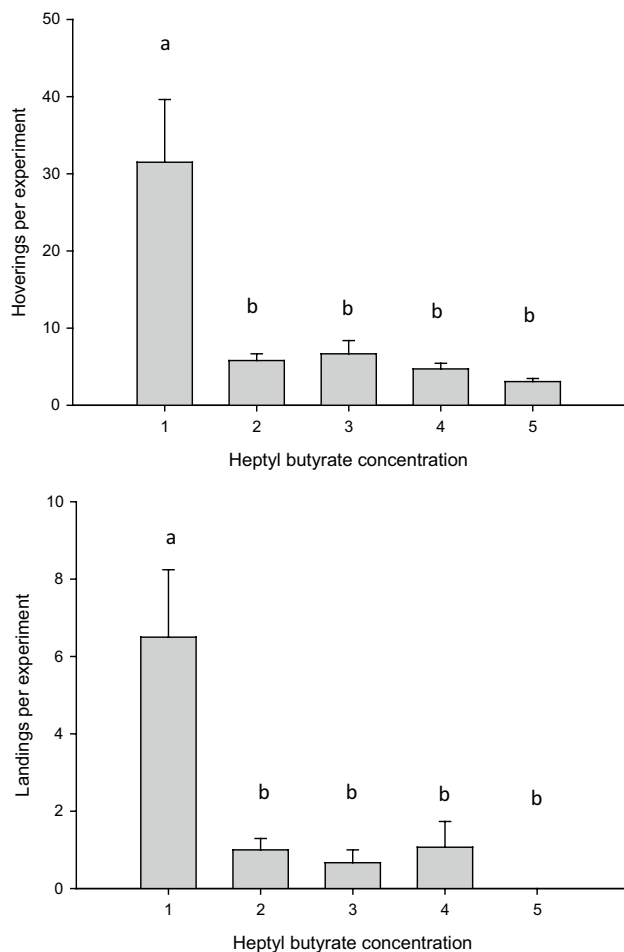 a
60
50
40
30
20
10
0
b b b b
1 2 3 4 5
Hoverings per experiment
Heptyl butyrate concentration
10
8
6
4
2
0
a
b b b b
1 2 3 4 5
Landings per experiment
Heptyl butyrate concentration